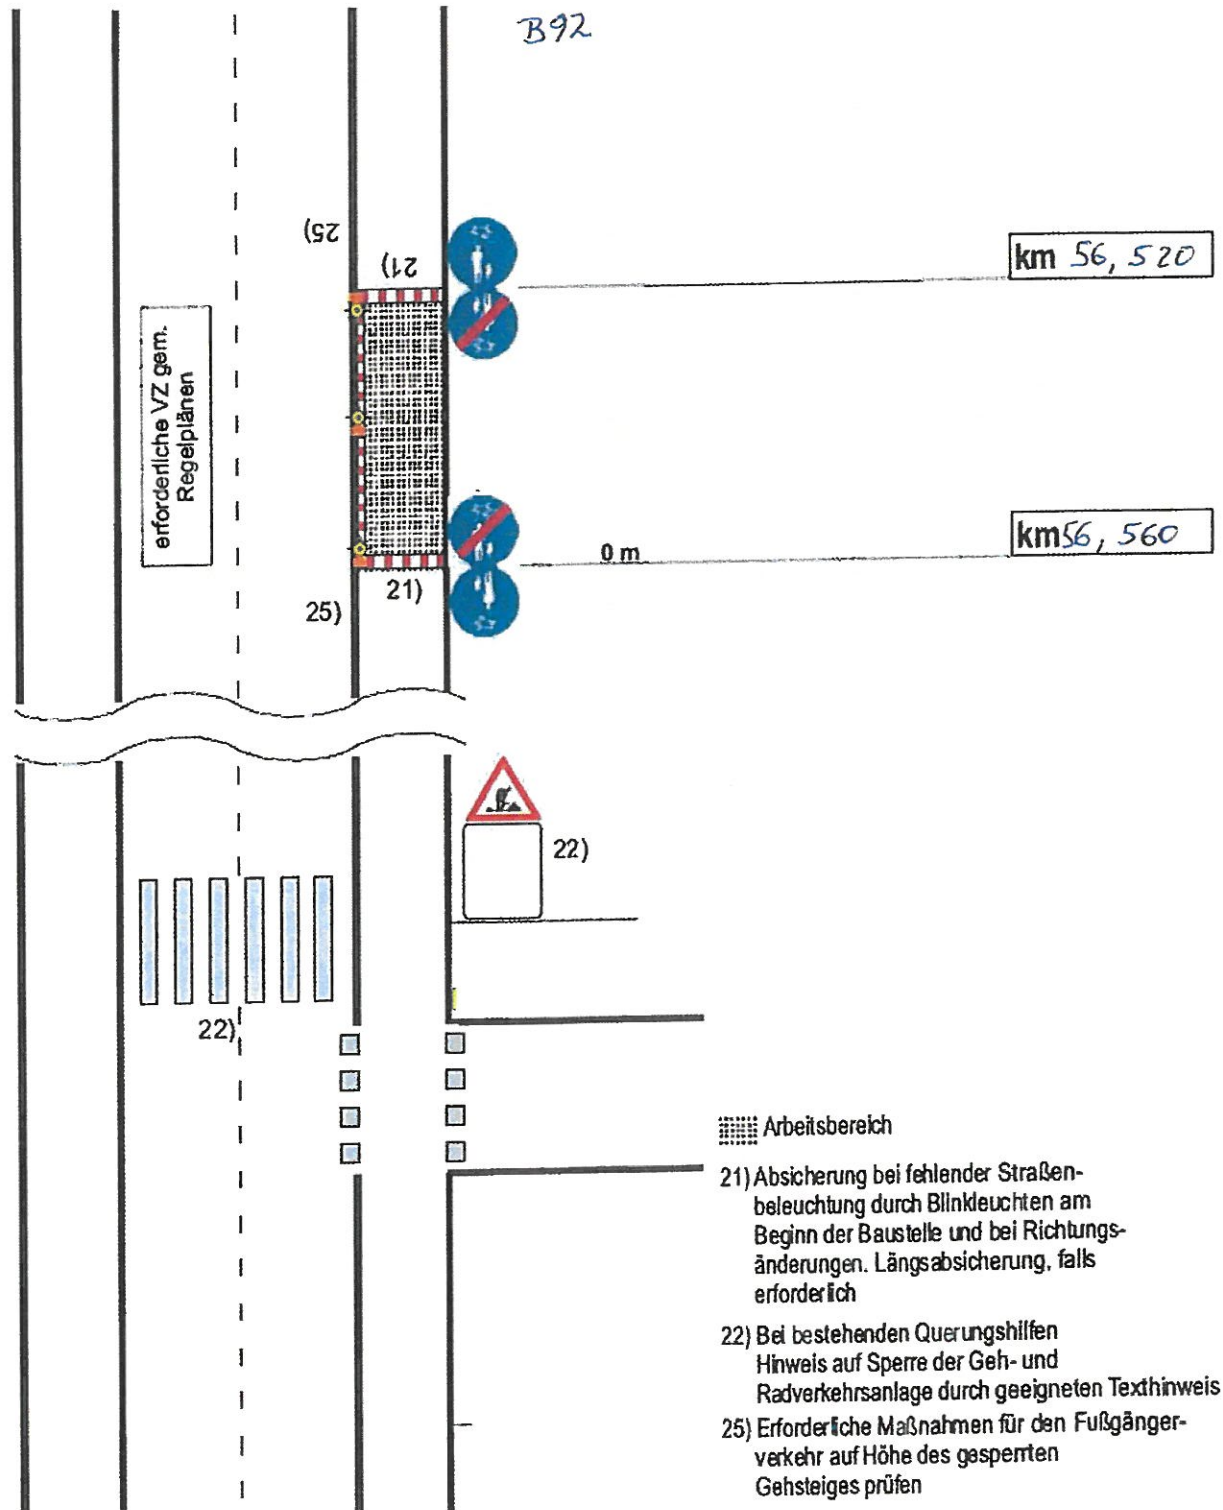 B92
25)
21)
km 56, 520
erforderliche VZ gem.
Regelplänen
0 m
km 56, 560
21)
25)
22)
22)
Arbeitsbereich
21) Absicherung bei fehlender Straßen-
beleuchtung durch Blinkleuchten am
Beginn der Baustelle und bei Richtungs-
änderungen. Längsabsicherung, falls
erforderlich
22) Bei bestehenden Querungshilfen
Hinweis auf Sperre der Geh- und
Radverkehrsanlage durch geeigneten Texthinweis
25) Erforderliche Maßnahmen für den Fußgänger-
verkehr auf Höhe des gesperrten
Gehsteiges prüfen